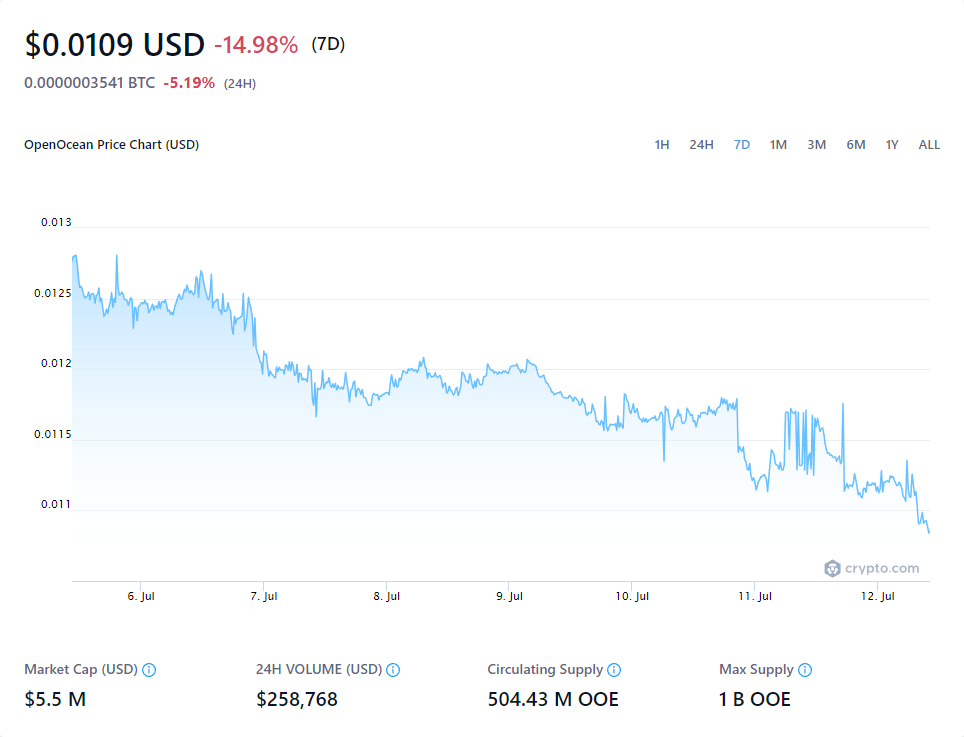 $0.0109 USD -14.98% (7D)
0.0000003541 BTC -5.19% (24H)
OpenOcean Price Chart (USD) 1H 24H 7D 1M 3M 6M 1Y ALL
0.013
0.0125
0.012
0.0115
0.011
crypto.com
6. Jul 7. Jul 8. Jul 9. Jul 10. Jul 11. Jul 12. Jul
Market Cap (USD) 24H VOLUME (USD) Circulating Supply Max Supply
$5.5 M $258,768 504.43 M OOE 1 B OOE